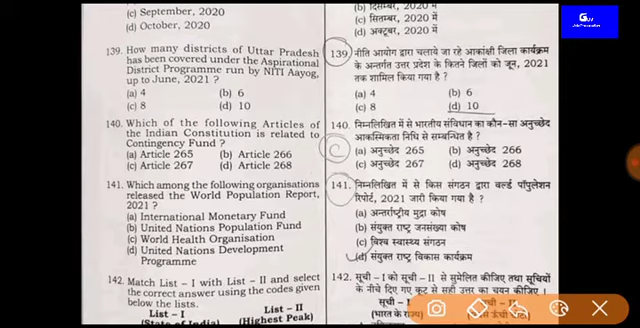 (c) September, 2020
(d) October, 2020
139. How many districts of Uttar Pradesh
has been covered under the Aspirational
District Programme run by NITI Aayog,
up to June, 2021 ?
(a) 4 (b) 6
(c) 8 (d) 10
140. Which of the following Articles of
the Indian Constitution is related to
Contingency Fund ?
(a) Article 265 (b) Article 266
(c) Article 267 (d) Article 268
141. Which among the following organisations
released the World Population Report,
2021 ?
(a) International Monetary Fund
(b) United Nations Population Fund
(c) World Health Organisation
(d) United Nations Development
Programme
142. Match List – I with List – II and select
the correct answer using the codes given
below the lists.
List – I List – II
(State of India) (Highest Peak)
(b) दिसम्बर, 2020 में
(c) सितम्बर, 2020 में
(d) अक्टूबर, 2020 में
139. नीति आयोग द्वारा चलाये जा रहे आकांक्षी जिला कार्यक्रम
के अन्तर्गत उत्तर प्रदेश के कितने जिलों को जून, 2021
तक शामिल किया गया है ?
(a) 4 (b) 6
(c) 8 (d) 10
140. निम्नलिखित में से भारतीय संविधान का कौन-सा अनुच्छेद
आकस्मिकता निधि से सम्बन्धित है ?
(a) अनुच्छेद 265 (b) अनुच्छेद 266
(c) अनुच्छेद 267 (d) अनुच्छेद 268
141. निम्नलिखित में से किस संगठन द्वारा वर्ल्ड पॉपुलेशन
रिपोर्ट, 2021 जारी किया गया है ?
(a) अन्तर्राष्ट्रीय मुद्रा कोष
(b) संयुक्त राष्ट्र जनसंख्या कोष
(c) विश्व स्वास्थ्य संगठन
(d) संयुक्त राष्ट्र विकास कार्यक्रम
142. सूची - I को सूची - II से सुमेलित कीजिए तथा सूचियों
के नीचे दिए गए कूट से सही उत्तर का चयन कीजिए ।
सूची - I
(भारत के राज्य)